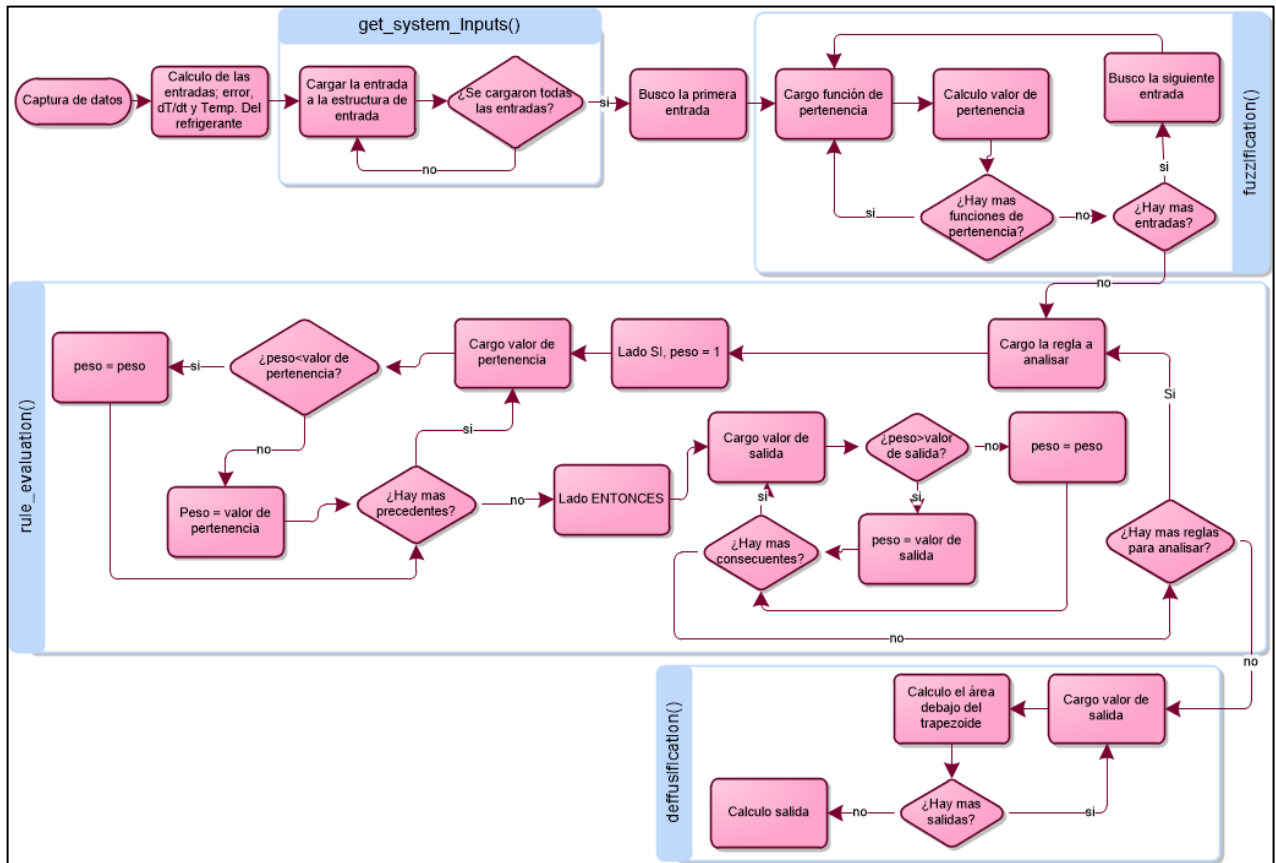 get_system_Inputs()
Captura de datos
Calculo de las
entradas; error,
dT/dt y Temp. Del
refrigerante
Cargar la entrada
a la estructura de
entrada
¿Se cargaron todas
las entradas?
no
si
Busco la primera
entrada
fuzzification()
Cargo función de
pertenencia
Calculo valor de
pertenencia
Busco la siguiente
entrada
si
¿Hay mas
funciones de
pertenencia?
si
no
¿Hay mas
entradas?
no
rule_evaluation()
Cargo la regla a
analisar
Lado SI, peso = 1
Cargo valor de
pertenencia
¿peso<valor de
pertenencia?
si
peso = peso
no
Peso = valor de
pertenencia
¿Hay mas
precedentes?
si
no
Lado ENTONCES
Cargo valor de
salida
¿peso>valor
de salida?
no
peso = peso
si
peso = valor de
salida
¿Hay mas
consecuentes?
si
no
¿Hay mas reglas
para analisar?
Si
no
deffusification()
Cargo valor de
salida
Calculo el área
debajo del
trapezoide
¿Hay mas
salidas?
si
no
Calculo salida